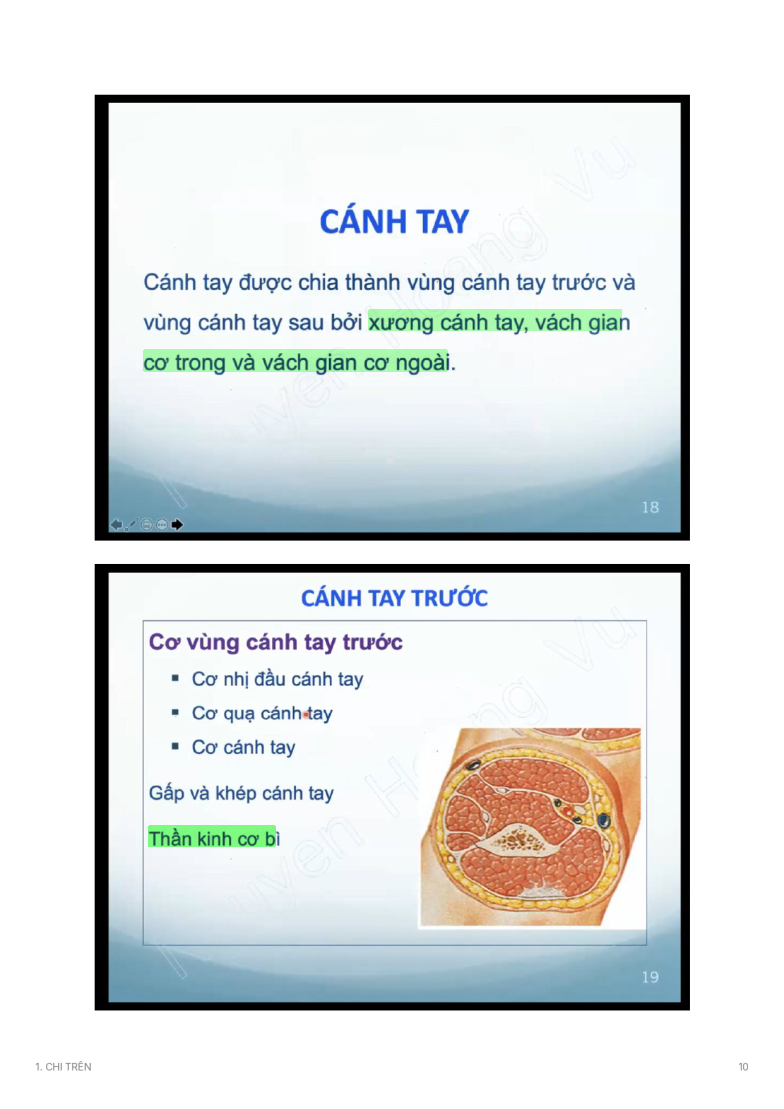 CÁNH TAY
Cánh tay được chia thành vùng cánh tay trước và
vùng cánh tay sau bởi xương cánh tay, vách gian
cơ trong và vách gian cơ ngoài.
18
CÁNH TAY TRƯỚC
Cơ vùng cánh tay trước
▪ Cơ nhị đầu cánh tay
▪ Cơ quạ cánh tay
▪ Cơ cánh tay
Gấp và khép cánh tay
Thần kinh cơ bì
19
1. CHI TRÊN
10